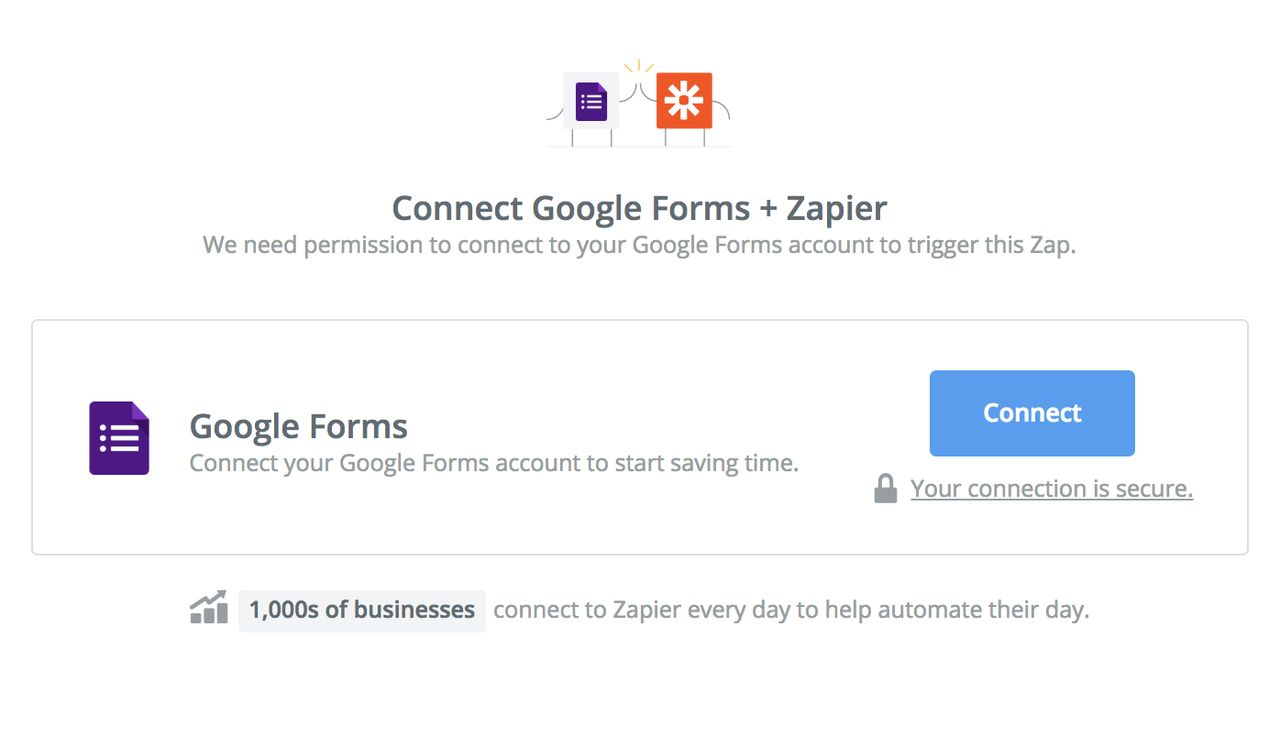 Connect Google Forms + Zapier
We need permission to connect to your Google Forms account to trigger this Zap.
Google Forms
Connect your Google Forms account to start saving time.
Connect
Your connection is secure.
1,000s of businesses connect to Zapier every day to help automate their day.